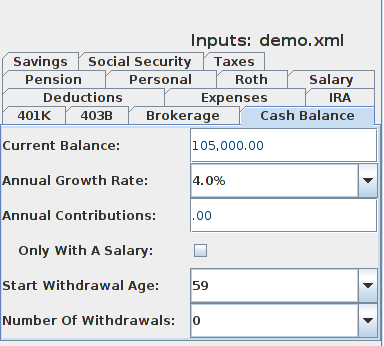 Inputs: demo.xml
Savings Social Security Taxes
Pension Personal Roth Salary
Deductions Expenses IRA
401K 403B Brokerage Cash Balance
Current Balance: 105,000.00
Annual Growth Rate: 4.0%
Annual Contributions: .00
Only With A Salary:
Start Withdrawal Age: 59
Number Of Withdrawals: 0